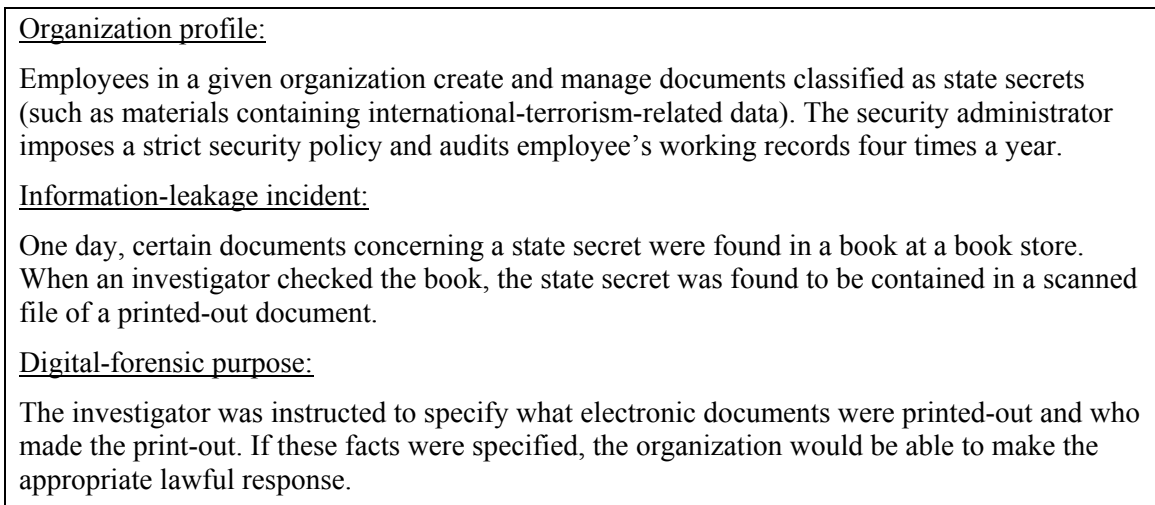 Organization profile:
Employees in a given organization create and manage documents classified as state secrets
(such as materials containing international-terrorism-related data). The security administrator
imposes a strict security policy and audits employee’s working records four times a year.
Information-leakage incident:
One day, certain documents concerning a state secret were found in a book at a book store.
When an investigator checked the book, the state secret was found to be contained in a scanned
file of a printed-out document.
Digital-forensic purpose:
The investigator was instructed to specify what electronic documents were printed-out and who
made the print-out. If these facts were specified, the organization would be able to make the
appropriate lawful response.